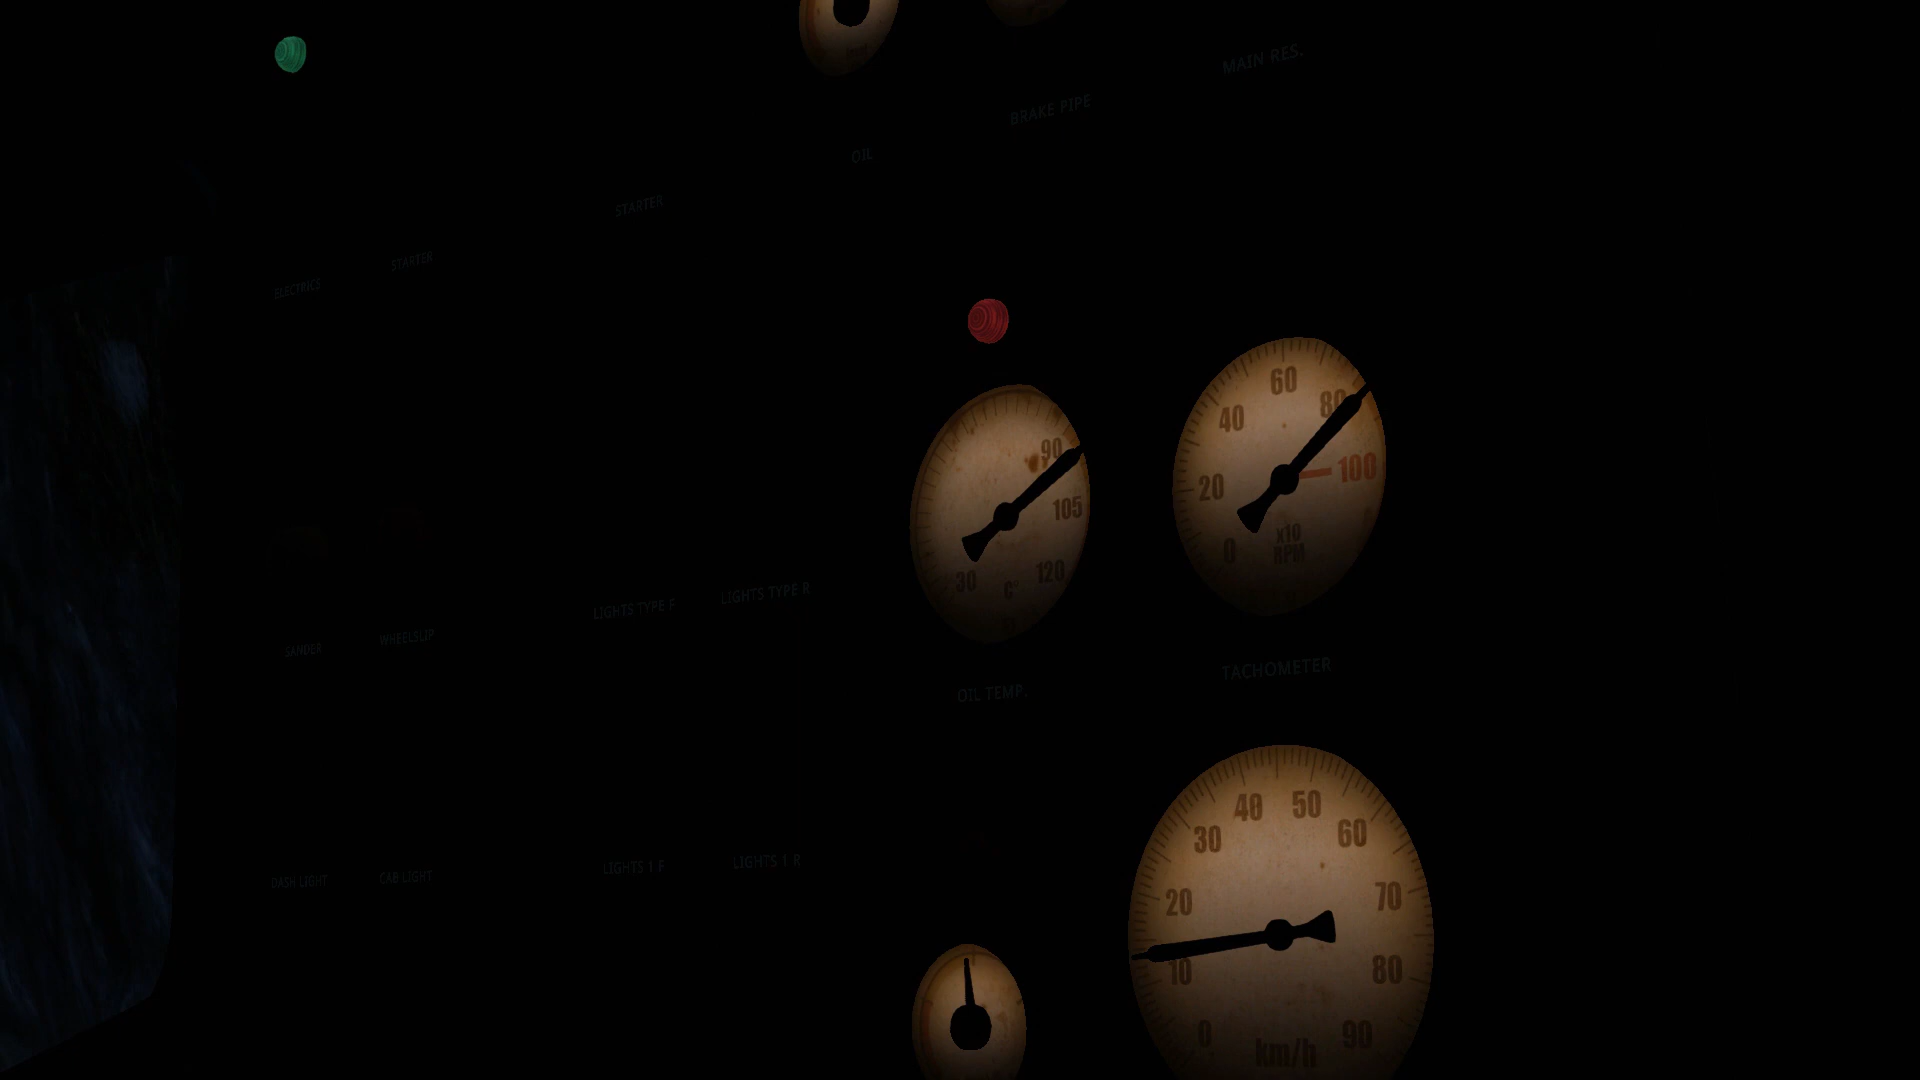 MAIN RES.
BRAKE PIPE
OIL
STARTER
STARTER
ELECTRICS
60
80
40
100
20
x10
RPM
0
90
105
120
30
C°
LIGHTS TYPE F
LIGHTS TYPE R
SANDER
WHEELSLIP
TACHOMETER
OIL TEMP.
40
50
30
60
20
70
10
80
0
90
km/h
DASH LIGHT
CAB LIGHT
LIGHTS 1 F
LIGHTS 1 R